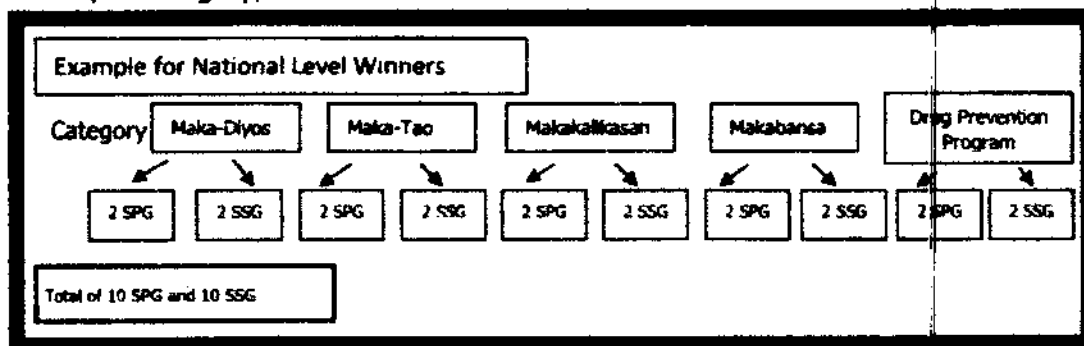 Example for National Level Winners
Category
Maka-Diyos
Maka-Tao
Makakalikasan
Makabansa
Drug Prevention
Program
2 SPG
2 SSG
2 SPG
2 SSG
2 SPG
2 SSG
2 SPG
2 SSG
2 SPG
2 SSG
Total of 10 SPG and 10 SSG